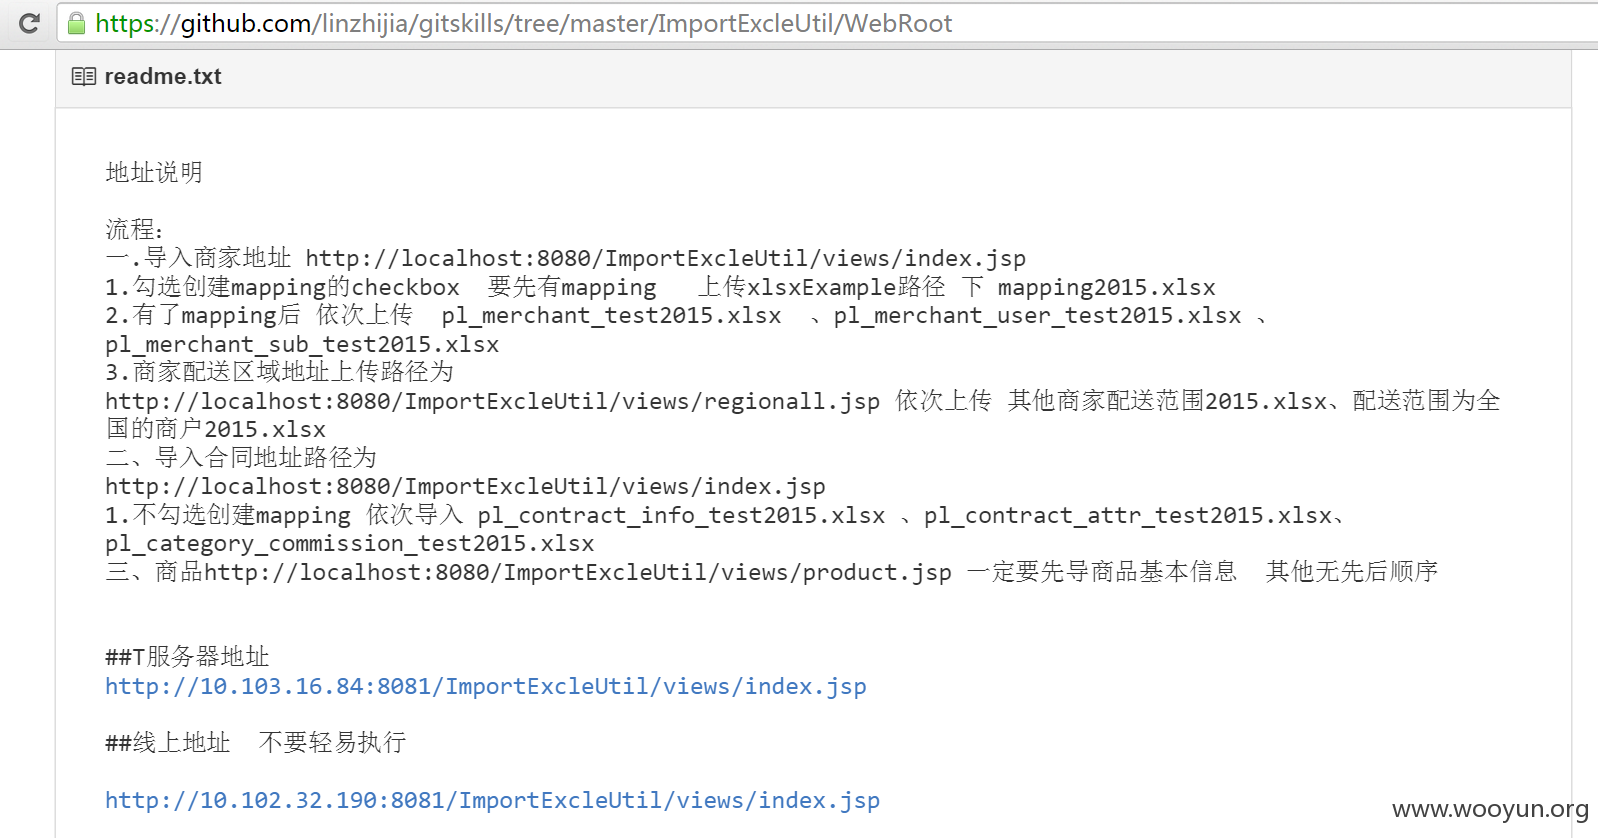 https://github.com/linzhijia/gitskills/tree/master/ImportExcleUtil/WebRoot
readme.txt
地址说明
流程:
一.导入商家地址 http://localhost:8080/ImportExcleUtil/views/index.jsp
1.勾选创建mapping的checkbox 要先有mapping 上传xlsxExample路径 下 mapping2015.xlsx
2.有了mapping后 依次上传 pl_merchant_test2015.xlsx 、pl_merchant_user_test2015.xlsx 、
pl_merchant_sub_test2015.xlsx
3.商家配送区域地址上传路径为
http://localhost:8080/ImportExcleUtil/views/regionall.jsp 依次上传 其他商家配送范围2015.xlsx、配送范围为全
国的商户2015.xlsx
二、导入合同地址路径为
http://localhost:8080/ImportExcleUtil/views/index.jsp
1.不勾选创建mapping 依次导入 pl_contract_info_test2015.xlsx 、pl_contract_attr_test2015.xlsx、
pl_category_commission_test2015.xlsx
三、商品http://localhost:8080/ImportExcleUtil/views/product.jsp 一定要先导商品基本信息 其他无先后顺序
##T服务器地址
http://10.103.16.84:8081/ImportExcleUtil/views/index.jsp
##线上地址 不要轻易执行
http://10.102.32.190:8081/ImportExcleUtil/views/index.jsp
www.wooyun.org